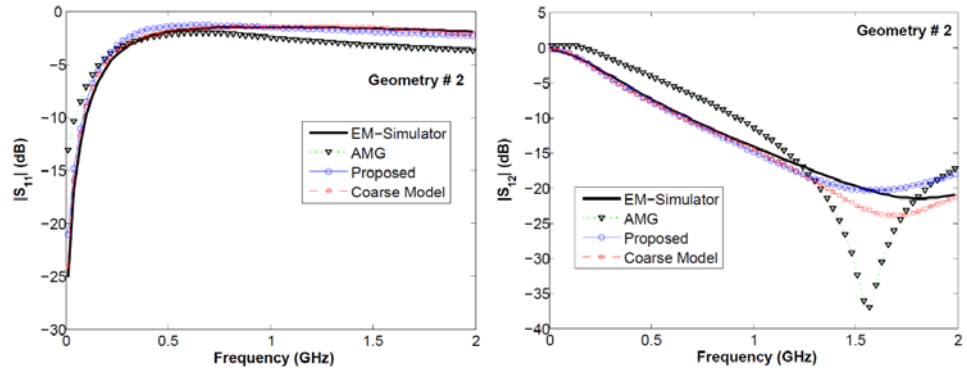 0
−5
−10
−15
−20
−25
−30
|S11| (dB)
Geometry # 2
EM−Simulator
AMG
Proposed
Coarse Model
0
0.5
1
1.5
2
Frequency (GHz)
5
0
−5
−10
−15
−20
−25
−30
−35
−40
|S12| (dB)
Geometry # 2
EM−Simulator
AMG
Proposed
Coarse Model
0
0.5
1
1.5
2
Frequency (GHz)